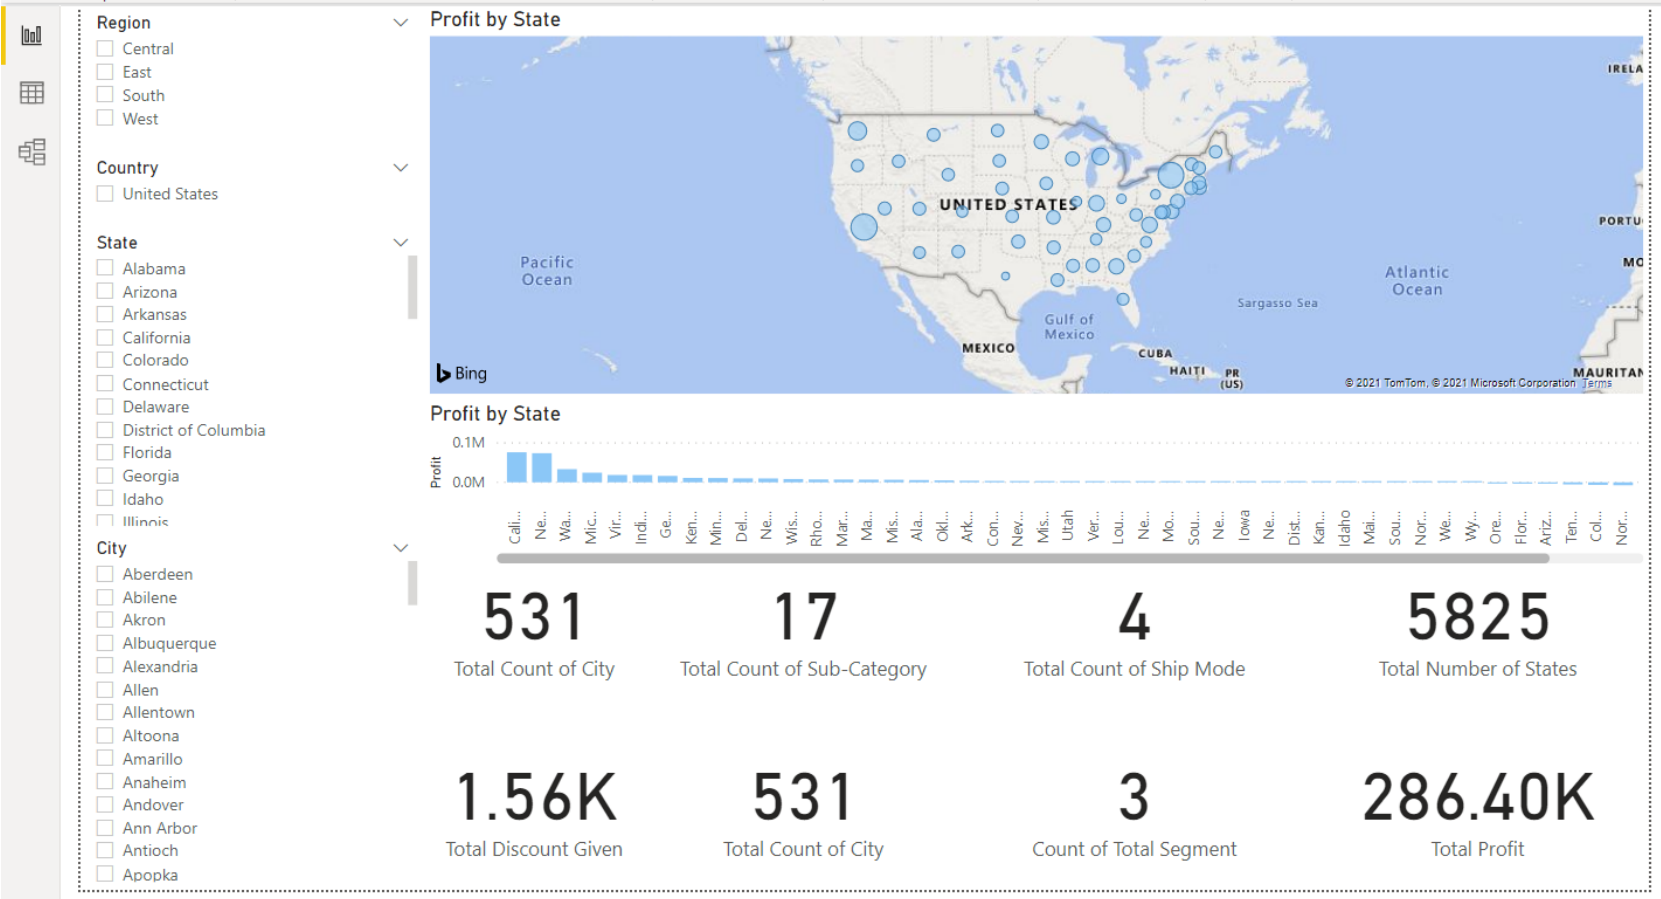 Region
Central
East
South
West
Country
United States
State
Alabama
Arizona
Arkansas
California
Colorado
Connecticut
Delaware
District of Columbia
Florida
Georgia
Idaho
Illinois
City
Aberdeen
Abilene
Akron
Albuquerque
Alexandria
Allen
Allentown
Altoona
Amarillo
Anaheim
Andover
Ann Arbor
Antioch
Apopka
Profit by State
IRELA
UNITED STATES
PORTU
MO
Pacific
Ocean
Atlantic
Ocean
Sargasso Sea
Gulf of
Mexico
MEXICO
CUBA
HAITI
PR
(US)
MAURITAN
Bing
© 2021 TomTom, © 2021 Microsoft Corporation Terms
Profit by State
Profit
0.1M
0.0M
Cali...
Ne...
Wa...
Mic...
Vir...
Indi...
Ge...
Ken...
Min...
Del...
Ne...
Wis...
Rho...
Mar...
Ma...
Mis...
Ala...
Okl...
Ark...
Con...
Nev...
Mis...
Utah
Ver...
Lou...
Ne...
Mo...
Sou...
Ne...
Iowa
Ne...
Dist...
Kan...
Idaho
Mai...
Sou...
Nor...
We...
Wy...
Ore...
Flor...
Ariz...
Ten...
Col...
Nor...
531
Total Count of City
17
Total Count of Sub-Category
4
Total Count of Ship Mode
5825
Total Number of States
1.56K
Total Discount Given
531
Total Count of City
3
Count of Total Segment
286.40K
Total Profit